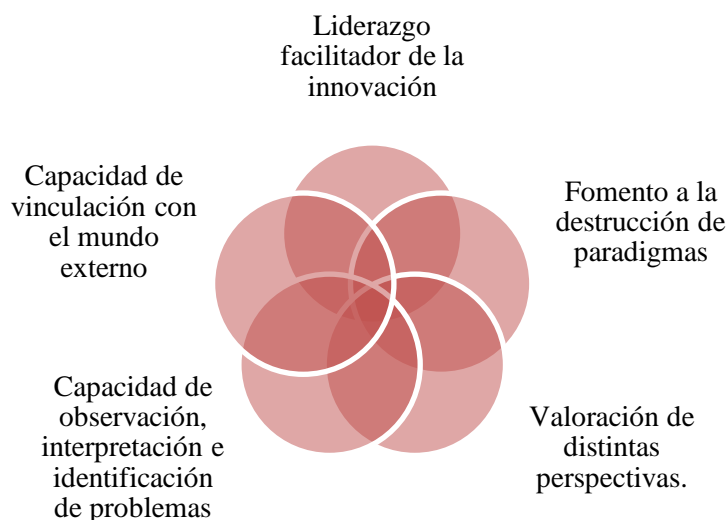 Liderazgo
facilitador de la
innovación
Fomento a la
destrucción de
paradigmas
Valoración de
distintas
perspectivas.
Capacidad de
observación,
interpretación e
identificación
de problemas
Capacidad de
vinculación con
el mundo
externo